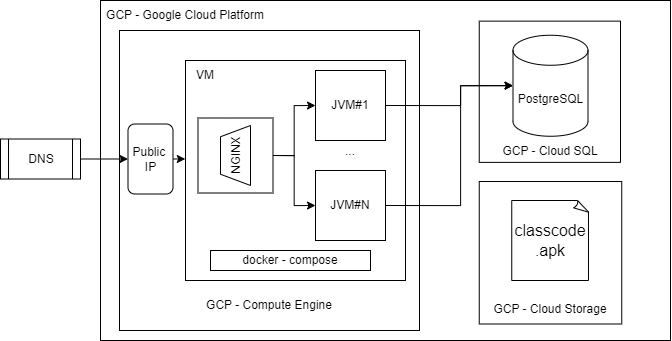 GCP - Google Cloud Platform
VM
DNS
Public
IP
NGINX
JVM#1
...
JVM#N
docker - compose
GCP - Compute Engine
PostgreSQL
GCP - Cloud SQL
classcode
.apk
GCP - Cloud Storage